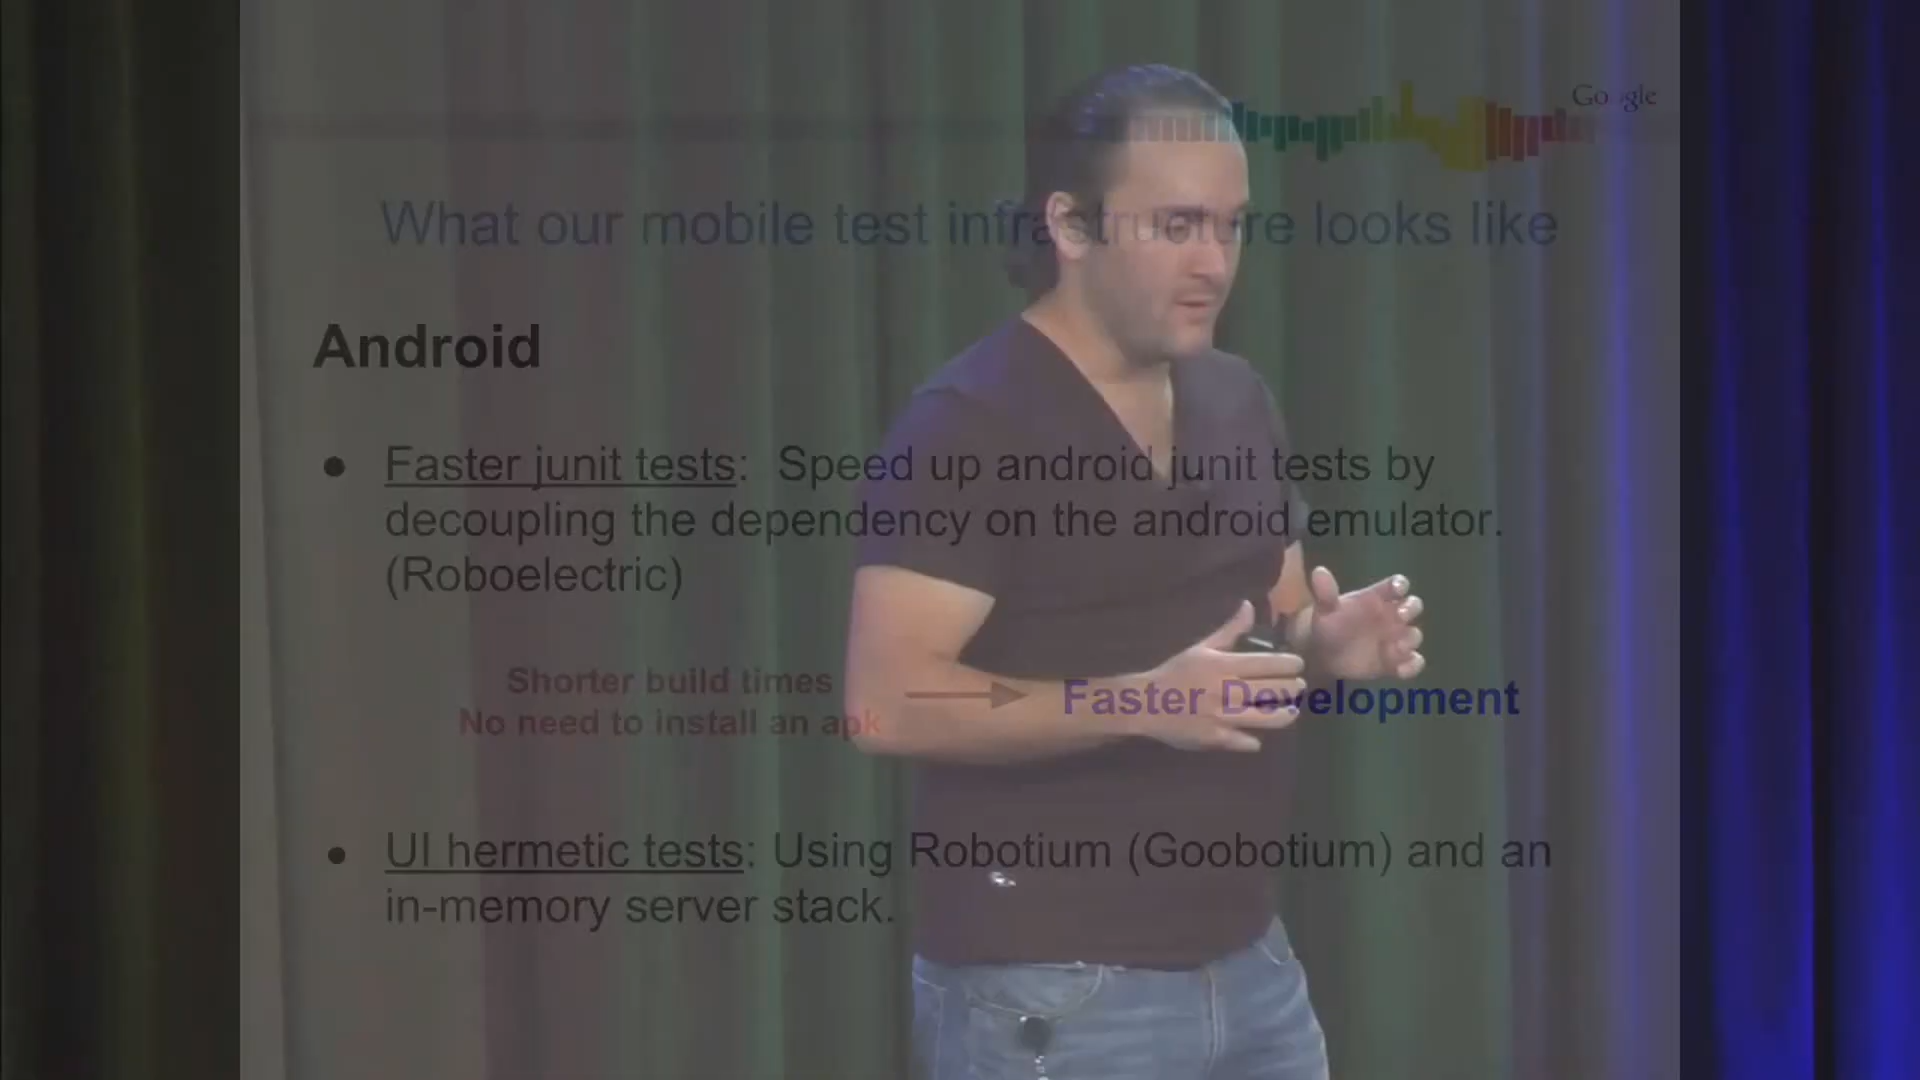 Google
What our mobile test infrastructure looks like
Android
● Faster junit tests: Speed up android junit tests by
decoupling the dependency on the android emulator.
(Roboelectric)
Shorter build times
No need to install an apk
Faster Development
● UI hermetic tests: Using Robotium (Goobotium) and an
in-memory server stack.